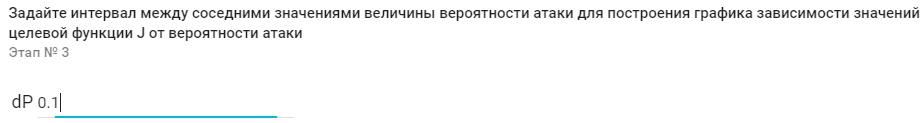 Задайте интервал между соседними значениями величины вероятности атаки для построения графика зависимости значений
целевой функции J от вероятности атаки
Этап № 3
dP 0.1